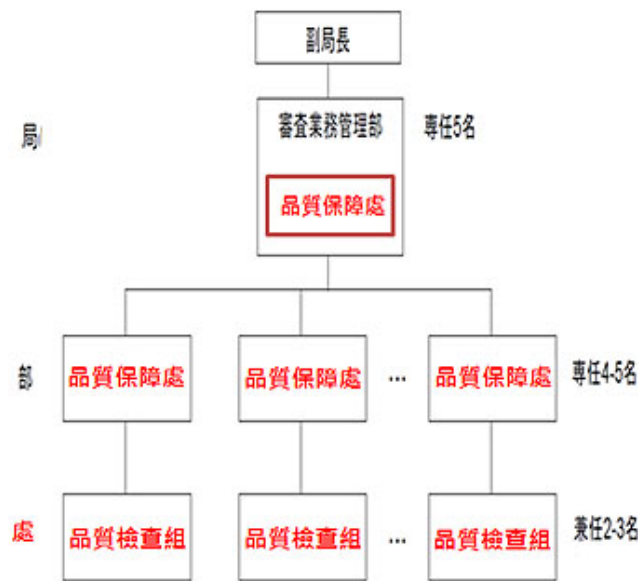 副局長
局/
審査業務管理部
専任5名
品質保障處
部
品質保障處
品質保障處
...
品質保障處
専任4-5名
處
品質檢查組
品質檢查組
...
品質檢查組
兼任2-3名